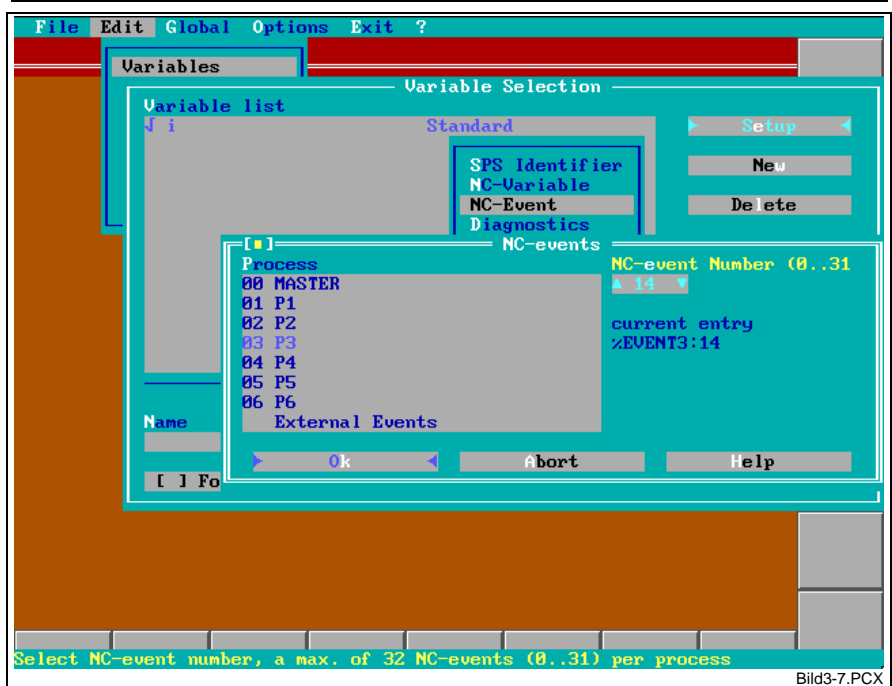 File Edit Global Options Exit ?
Variables
Variable Selection
Variable list
√ i Standard
Setup
SPS Identifier
New
NC-Variable
NC-Event
Delete
Diagnostics
NC-events
Process
NC-event Number (0..31
00 MASTER
14
01 P1
02 P2
current entry
03 P3
%EVENT3:14
04 P4
05 P5
06 P6
External Events
Name
Ok Abort Help
[ ] Fo
Select NC-event number, a max. of 32 NC-events (0..31) per process
Bild3-7.PCX